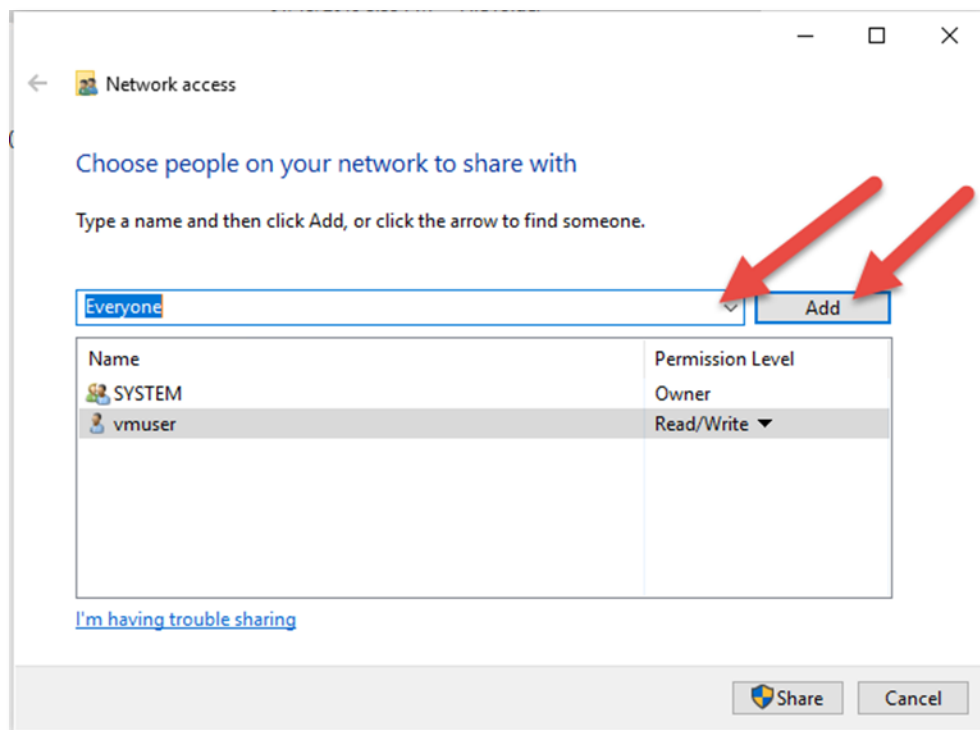 Network access
Choose people on your network to share with
Type a name and then click Add, or click the arrow to find someone.
Everyone
Add
Name Permission Level
SYSTEM Owner
vmuser Read/Write
I'm having trouble sharing
Share Cancel